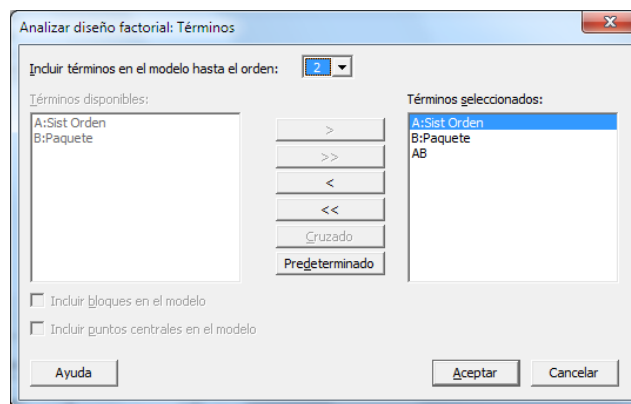 Analizar diseño factorial: Términos
Incluir términos en el modelo hasta el orden: 2
Términos disponibles:
A:Sist Orden
B:Paquete
>
>>
<
<<
Cruzado
Predeterminado
Términos seleccionados:
A:Sist Orden
B:Paquete
AB
Incluir bloques en el modelo
Incluir puntos centrales en el modelo
Ayuda
Aceptar
Cancelar